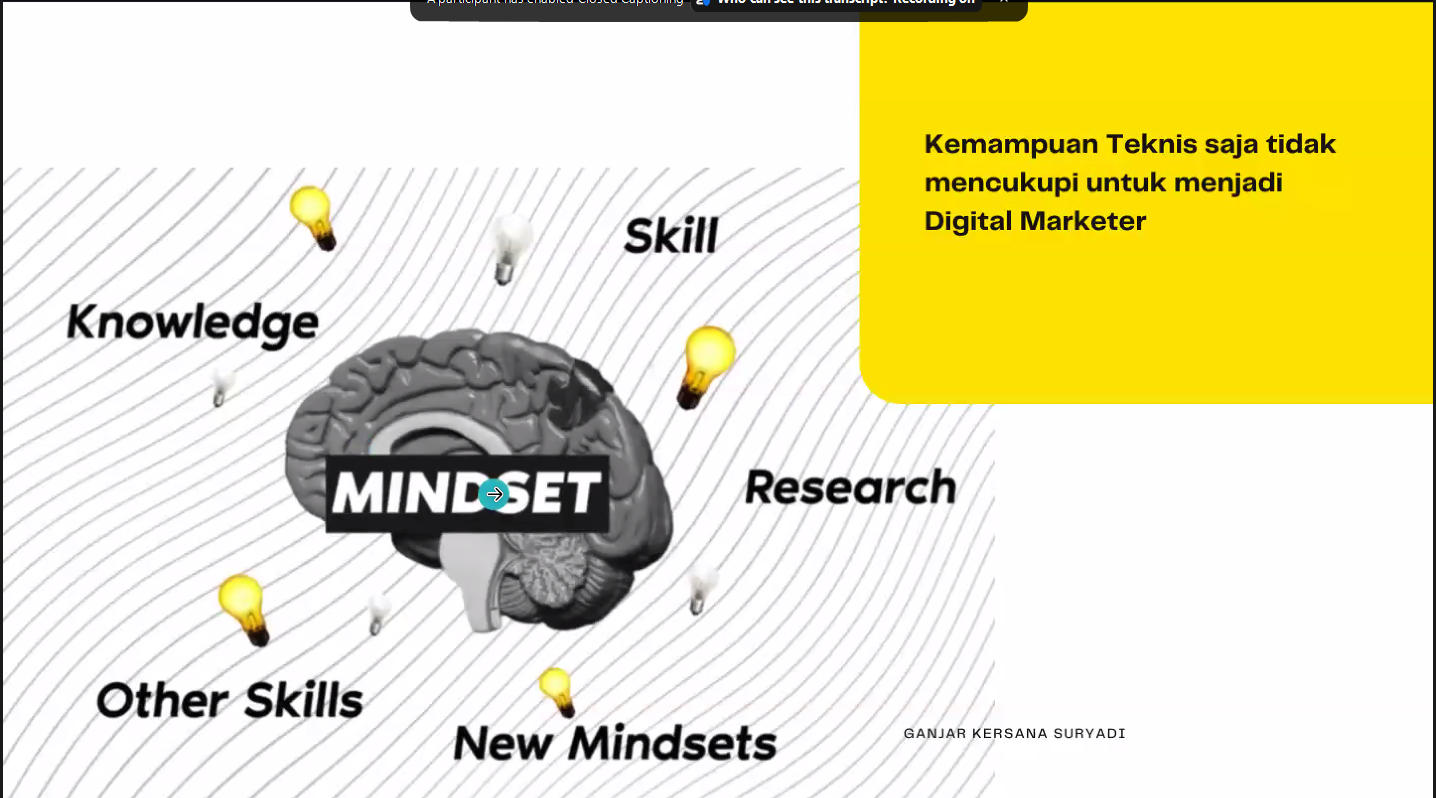 A participant has enabled Closed Captioning Who can see this transcript? Recording on
Kemampuan Teknis saja tidak
mencukupi untuk menjadi
Digital Marketer
Skill
Knowledge
MINDSET
Research
Other Skills
New Mindsets
GANJAR KERSANA SURYADI